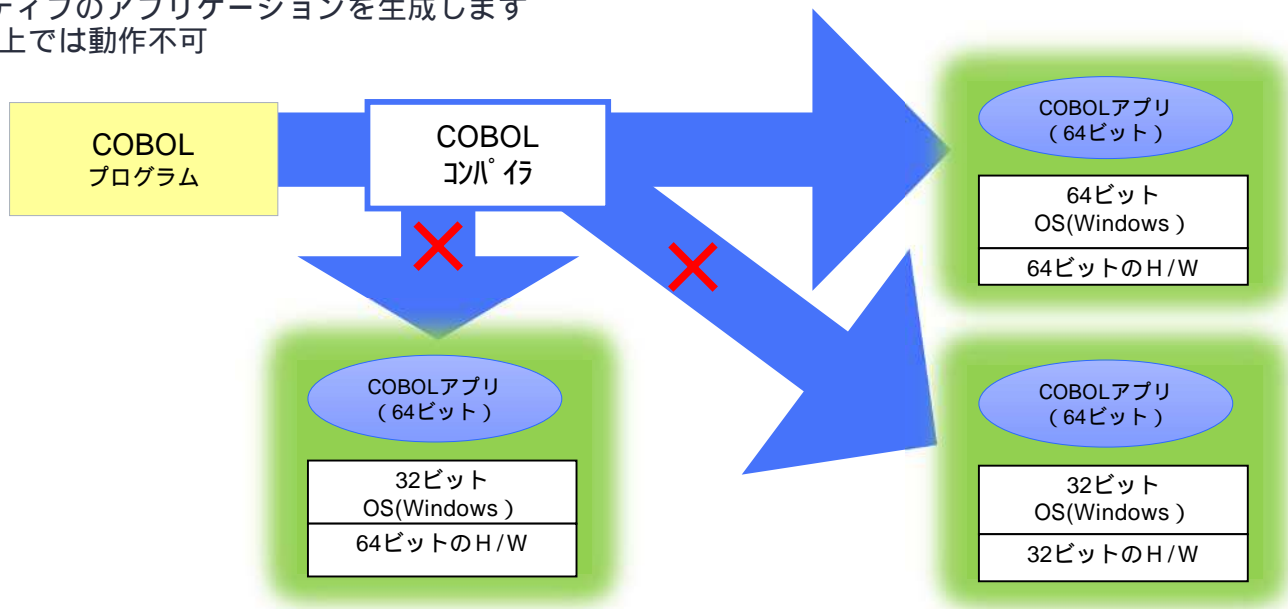 ティブのアプリケーションを生成します
上では動作不可
COBOL
プログラム
COBOL
ｺﾝﾊﾟｲﾗ
COBOLアプリ
（64ビット）
64ビット
OS(Windows）
64ビットのＨ/Ｗ
COBOLアプリ
（64ビット）
32ビット
OS(Windows）
64ビットのＨ/Ｗ
COBOLアプリ
（64ビット）
32ビット
OS(Windows）
32ビットのＨ/Ｗ